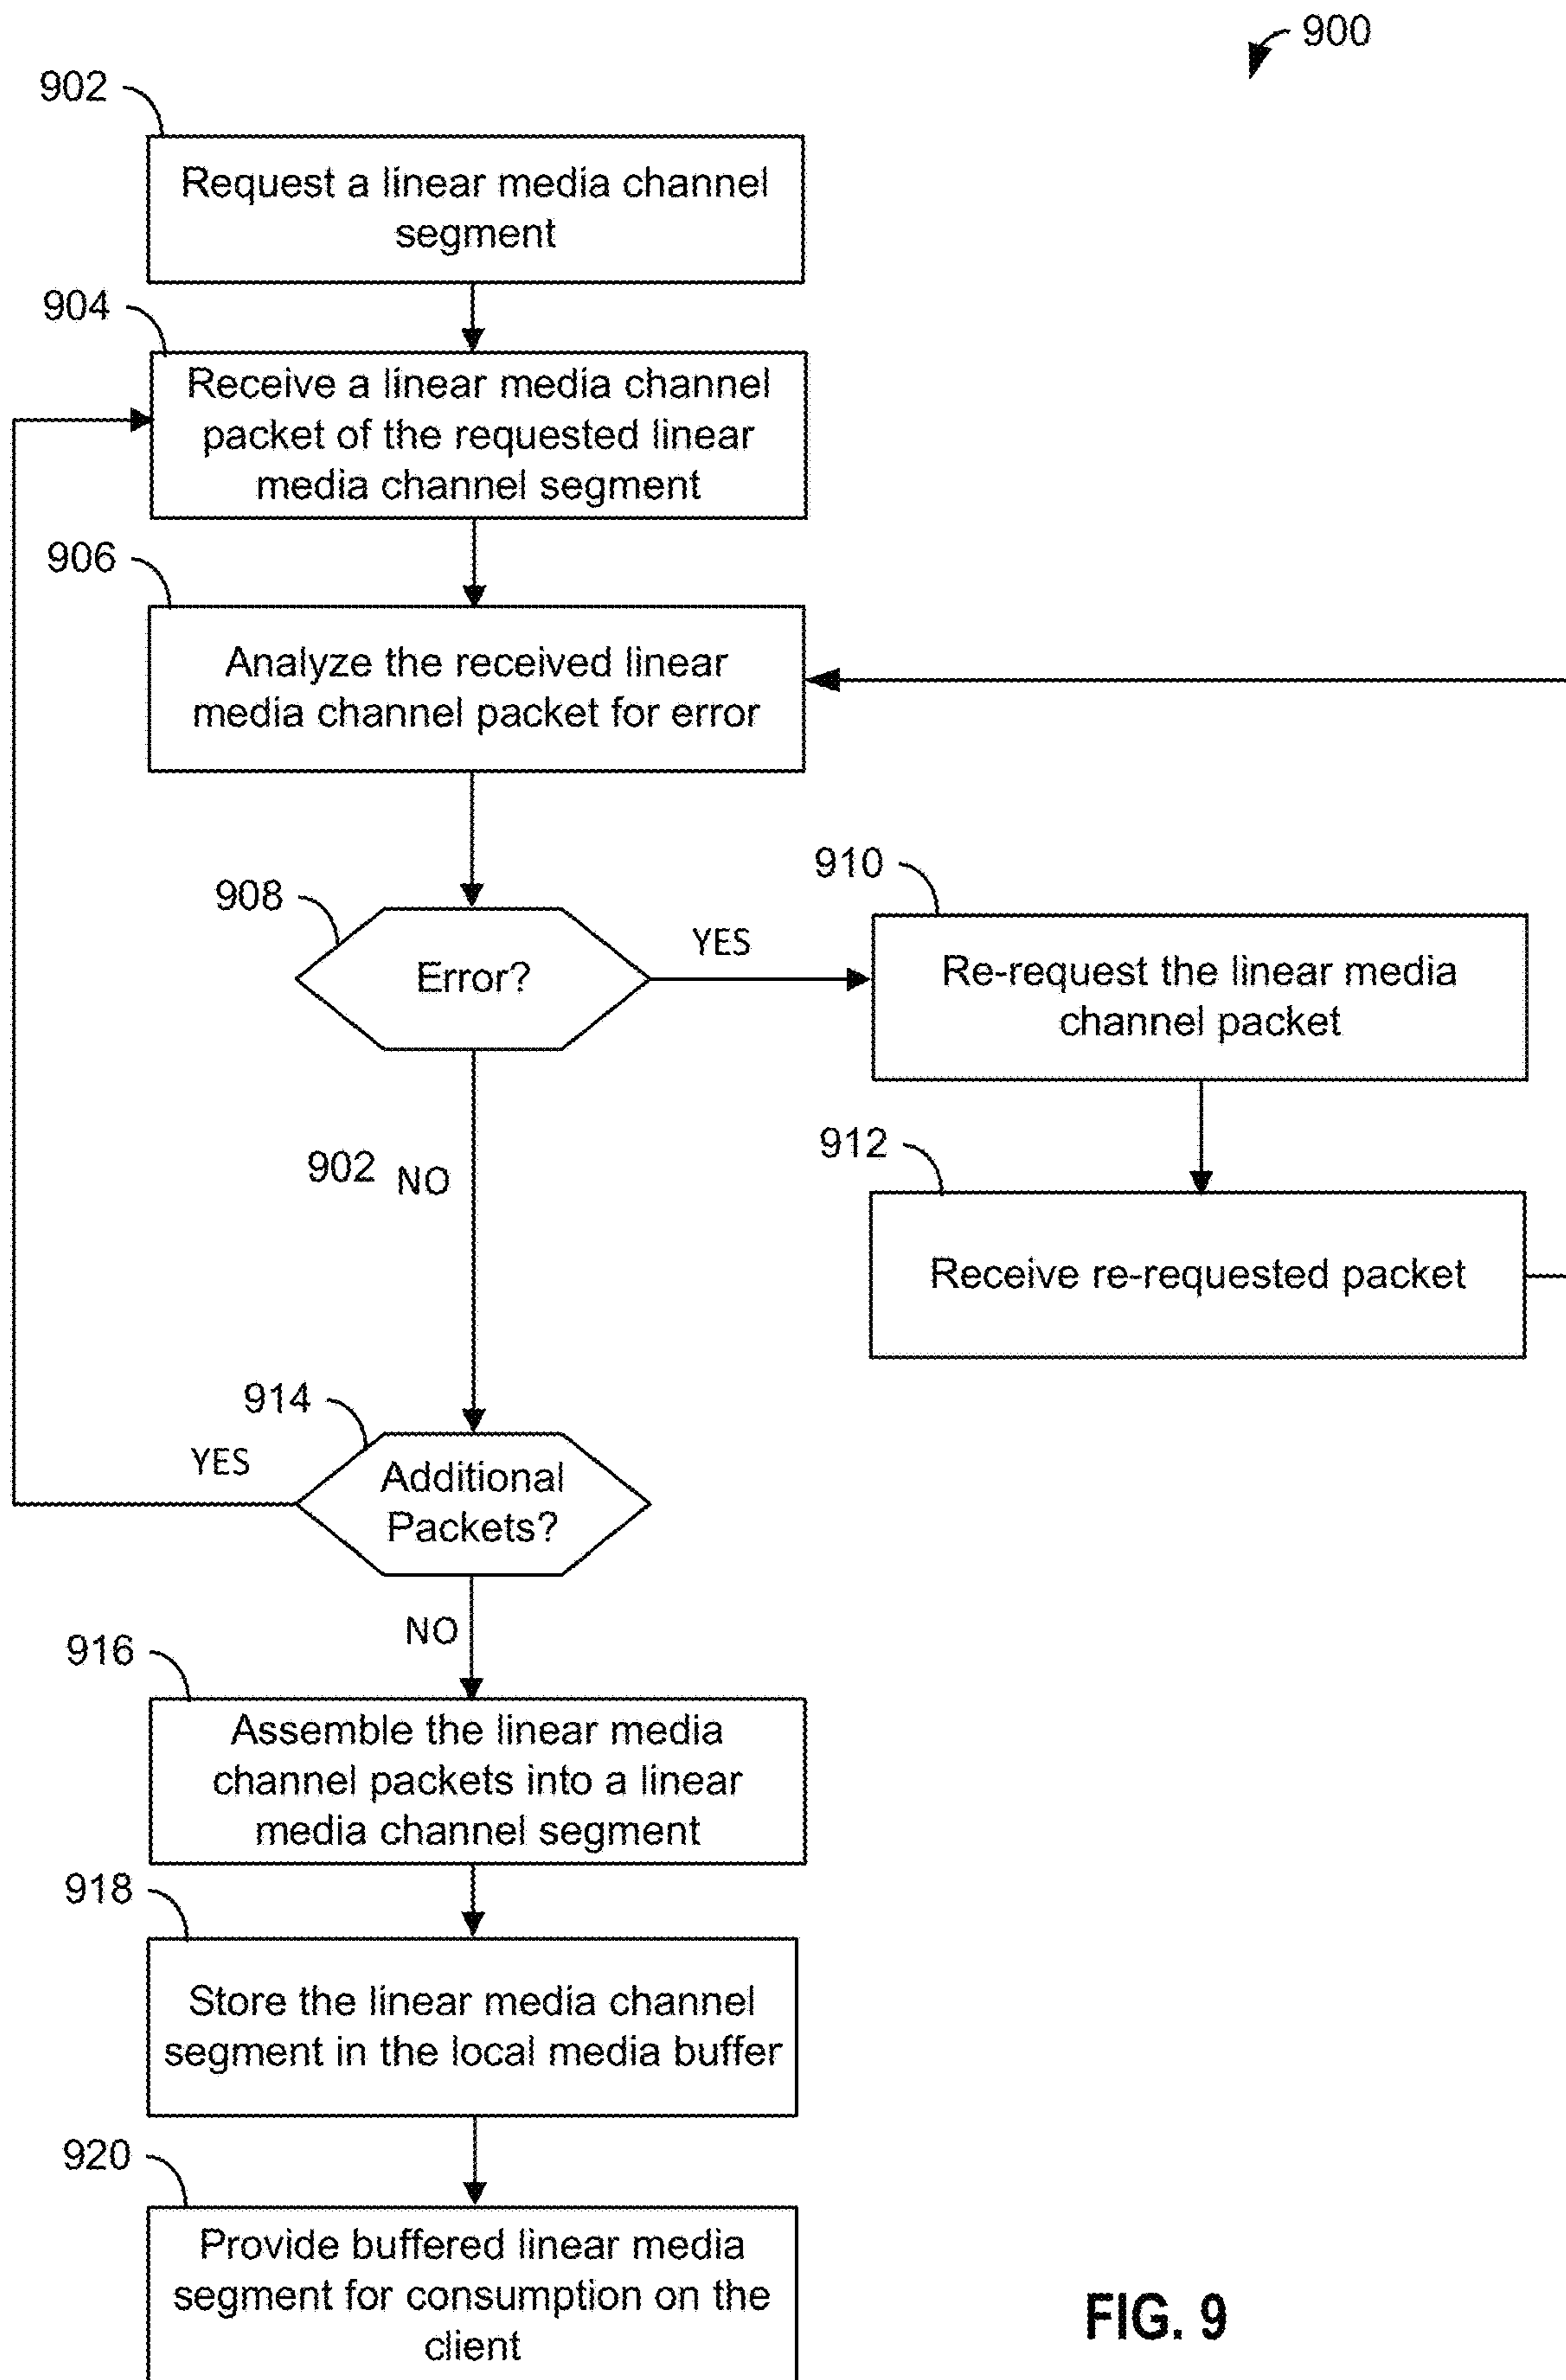 900
902
Request a linear media channel
segment
904
Receive a linear media channel
packet of the requested linear
media channel segment
906
Analyze the received linear
media channel packet for error
908
Error?
YES
910
Re-request the linear media
channel packet
902 NO
912
Receive re-requested packet
914
YES
Additional
Packets?
NO
916
Assemble the linear media
channel packets into a linear
media channel segment
918
Store the linear media channel
segment in the local media buffer
920
Provide buffered linear media
segment for consumption on the
client
FIG. 9